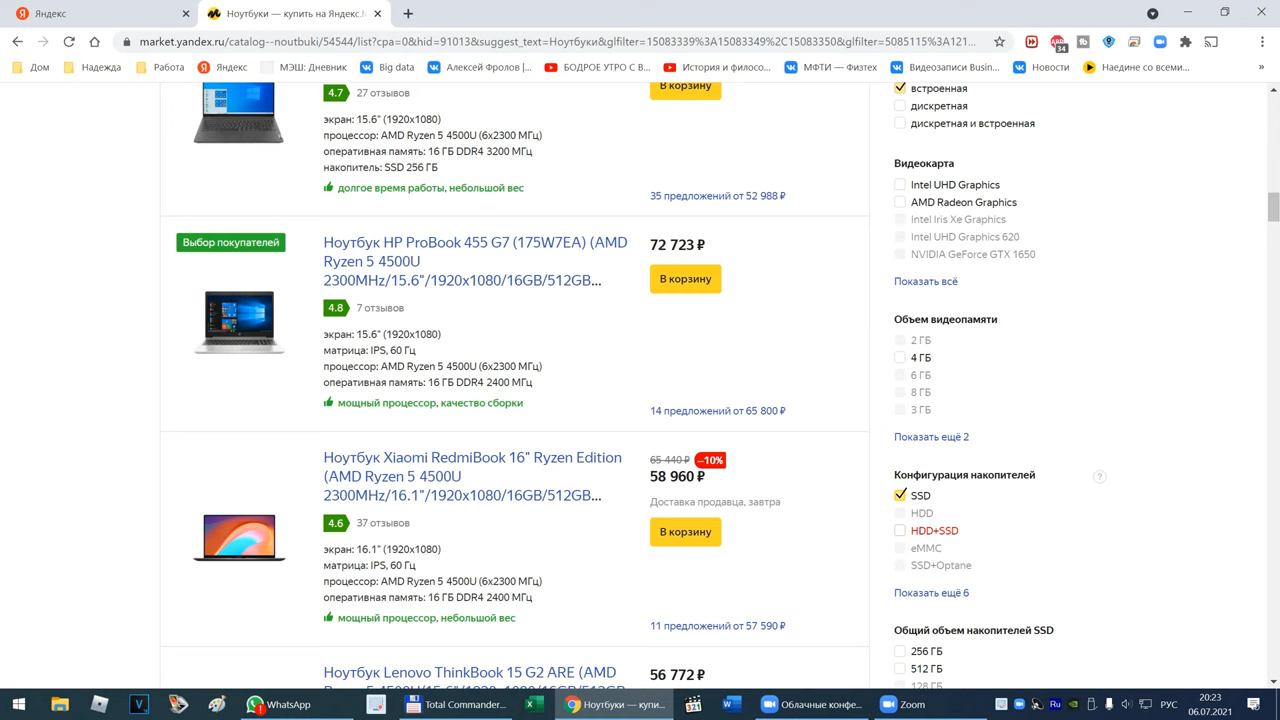 Яндекс
Ноутбуки — купить на Яндекс.М
market.yandex.ru/catalog--noutbuki/54544/list?cpa=0&hid=91013&suggest_text=Ноутбуки&glfilter=15083339%3A15083349%2C15083350&glfilter=5085115%3A121...
34
Дом
Надежда
Работа
Яндекс
МЭШ: Дневник
Big data
Алексей Фролов |...
БОДРОЕ УТРО С В...
История и филосо...
МФТИ — Физтех
Видеозаписи Busin...
Новости
Наедине со всеми...
»
4.7 27 отзывов
экран: 15.6" (1920x1080)
процессор: AMD Ryzen 5 4500U (6x2300 МГц)
оперативная память: 16 ГБ DDR4 3200 МГц
накопитель: SSD 256 ГБ
долгое время работы, небольшой вес
В корзину
35 предложений от 52 988 ₽
Выбор покупателей
Ноутбук HP ProBook 455 G7 (175W7EA) (AMD
Ryzen 5 4500U
2300MHz/15.6"/1920x1080/16GB/512GB...
4.8 7 отзывов
экран: 15.6" (1920x1080)
матрица: IPS, 60 Гц
процессор: AMD Ryzen 5 4500U (6x2300 МГц)
оперативная память: 16 ГБ DDR4 2400 МГц
мощный процессор, качество сборки
72 723 ₽
В корзину
14 предложений от 65 800 ₽
Ноутбук Xiaomi RedmiBook 16" Ryzen Edition
(AMD Ryzen 5 4500U
2300MHz/16.1"/1920x1080/16GB/512GB...
4.6 37 отзывов
экран: 16.1" (1920x1080)
матрица: IPS, 60 Гц
процессор: AMD Ryzen 5 4500U (6x2300 МГц)
оперативная память: 16 ГБ DDR4 2400 МГц
мощный процессор, небольшой вес
65 440 ₽ –10%
58 960 ₽
Доставка продавца, завтра
В корзину
11 предложений от 57 590 ₽
Ноутбук Lenovo ThinkBook 15 G2 ARE (AMD
56 772 ₽
встроенная
дискретная
дискретная и встроенная
Видеокарта
Intel UHD Graphics
AMD Radeon Graphics
Intel Iris Xe Graphics
Intel UHD Graphics 620
NVIDIA GeForce GTX 1650
Показать всё
Объем видеопамяти
2 ГБ
4 ГБ
6 ГБ
8 ГБ
3 ГБ
Показать ещё 2
Конфигурация накопителей
?
SSD
HDD
HDD+SSD
eMMC
SSD+Optane
Показать ещё 6
Общий объем накопителей SSD
256 ГБ
512 ГБ
128 ГБ
WhatsApp
Total Commander...
Ноутбуки — купи...
Облачные конфе...
Zoom
РУС
20:23
06.07.2021